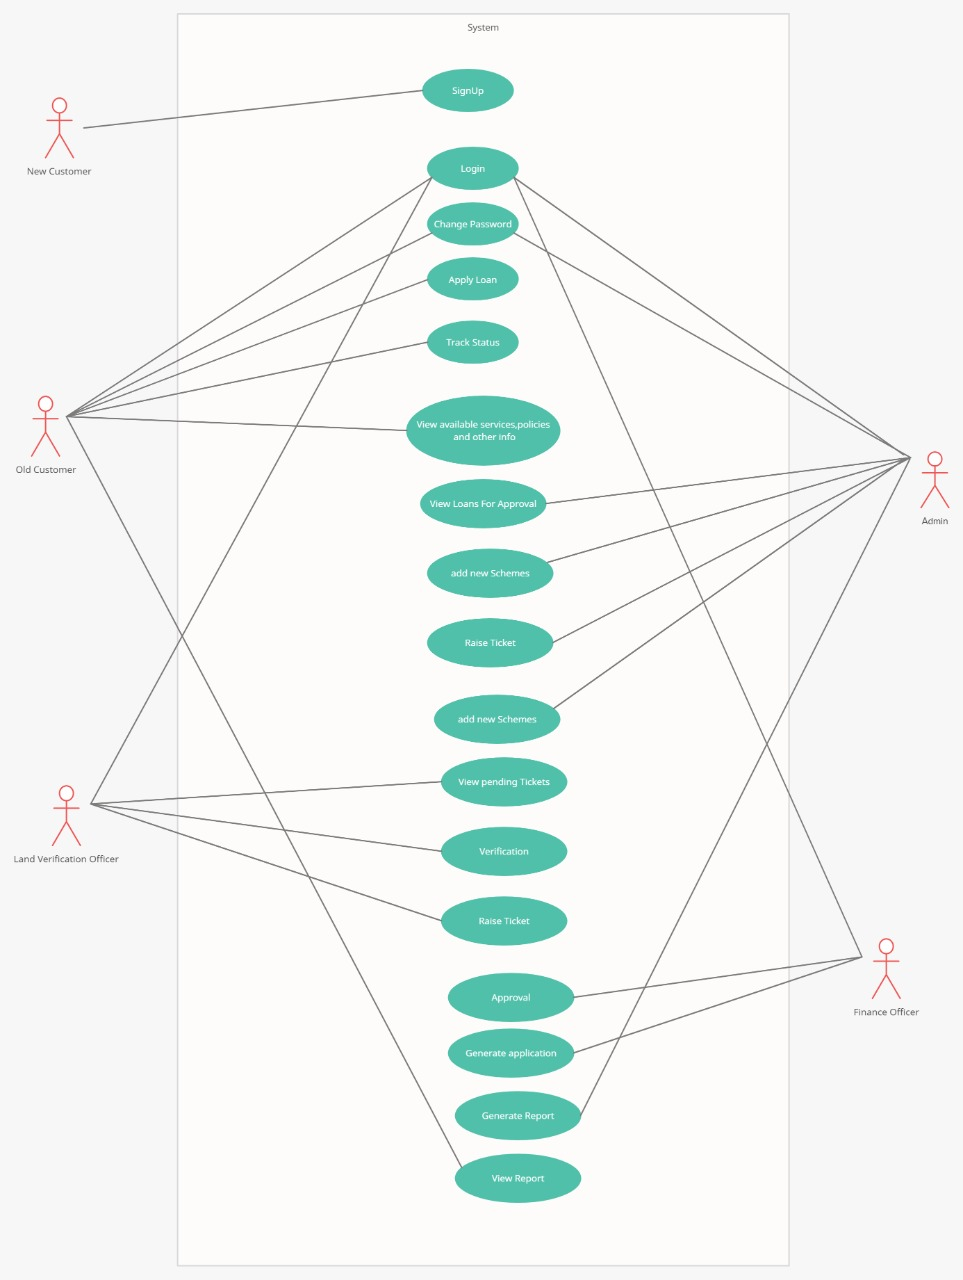 System
SignUp
New Customer
Login
Change Password
Apply Loan
Track Status
View available services,policies
and other info
Old Customer
View Loans For Approval
Admin
add new Schemes
Raise Ticket
add new Schemes
View pending Tickets
Verification
Land Verification Officer
Raise Ticket
Approval
Finance Officer
Generate application
Generate Report
View Report